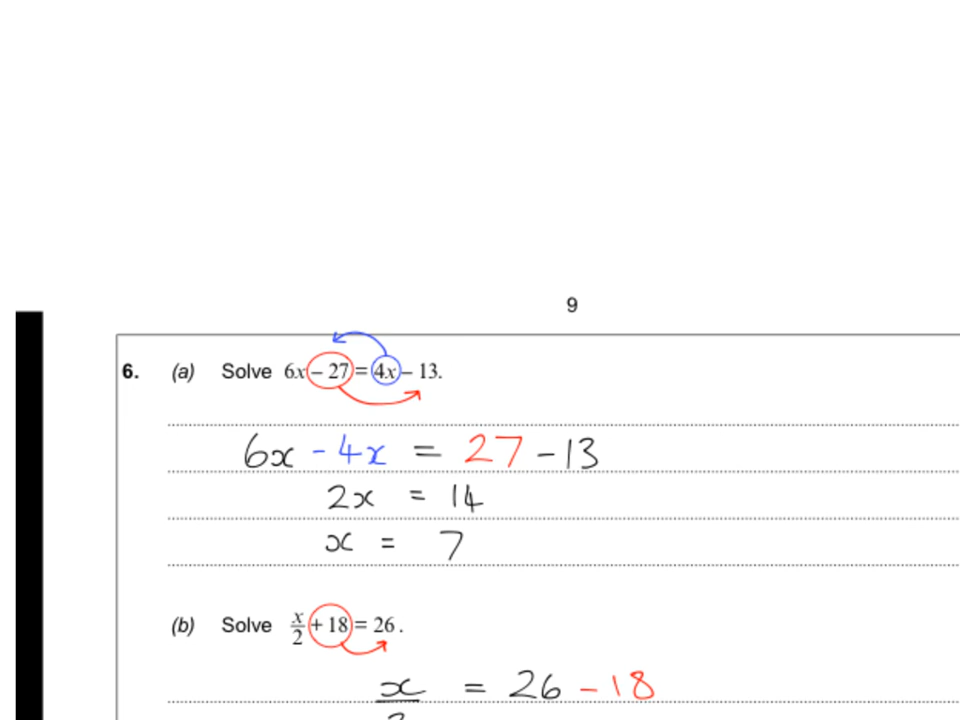 9
6. (a) Solve 6x – 27 = 4x – 13.
6x - 4x = 27 - 13
2x = 14
x = 7
(b) Solve x/2 + 18 = 26.
x/2 = 26 - 18